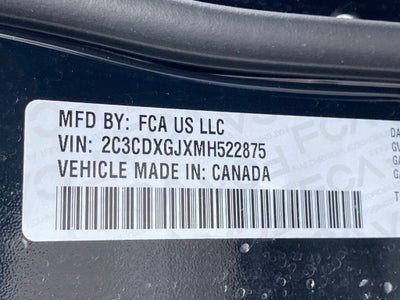 MFD BY: FCA US LLC
VIN: 2C3CDXGJXMH522875
VEHICLE MADE IN: CANADA